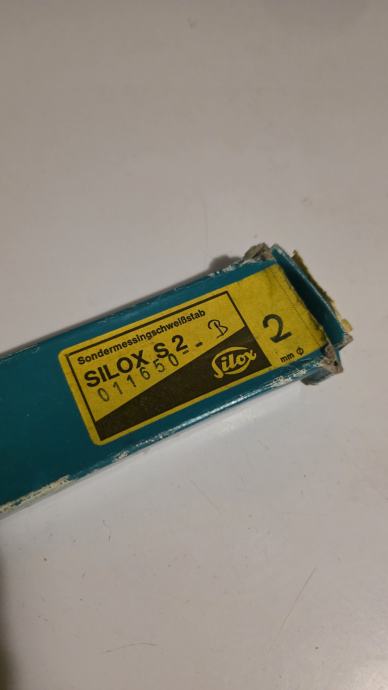 Sondermessingschweißstab
SILOX S 2
011650-- B
Silox
2
mm ϕ